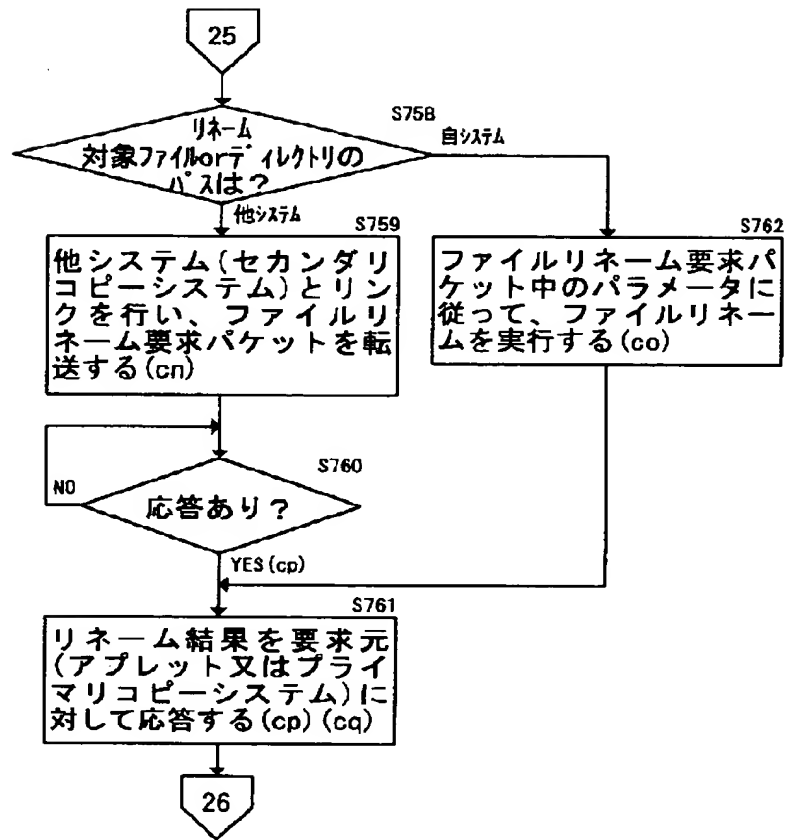 25
S758
リネーム
対象ファイルorディレクトリの
パスは?
自システム
他システム
S759
他システム(セカンダリ
コピーシステム)とリン
クを行い、ファイルリ
ネーム要求パケットを転
送する(cn)
S762
ファイルリネーム要求パ
ケット中のパラメータに
従って、ファイルリネー
ムを実行する(co)
S760
NO
応答あり?
YES(cp)
S761
リネーム結果を要求元
(アプレット又はプライ
マリコピーシステム)に
対して応答する(cp)(cq)
26